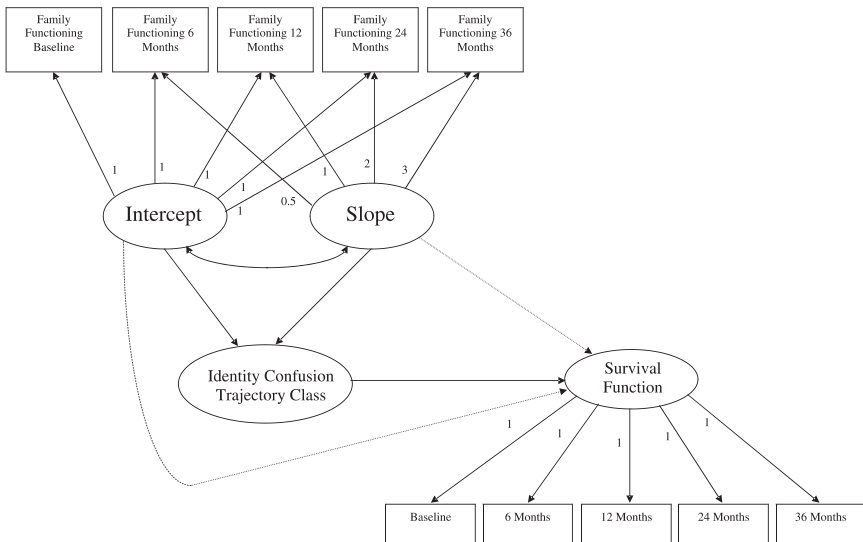 Family
Functioning
Baseline
Family
Functioning 6
Months
Family
Functioning 12
Months
Family
Functioning 24
Months
Family
Functioning 36
Months
1
1
1
1
1
0.5
1
2
3
Intercept
Slope
Identity Confusion
Trajectory Class
Survival
Function
1
1
1
1
1
Baseline
6 Months
12 Months
24 Months
36 Months